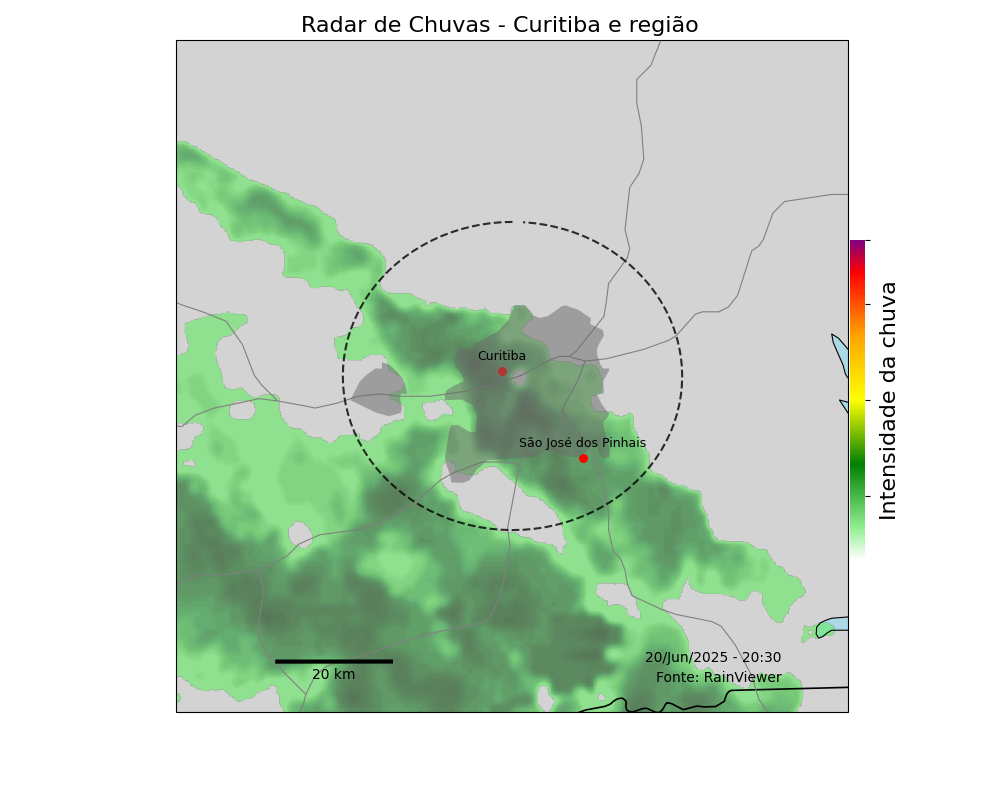 Radar de Chuvas - Curitiba e região
Curitiba
São José dos Pinhais
Intensidade da chuva
20/Jun/2025 - 20:30
Fonte: RainViewer
20 km